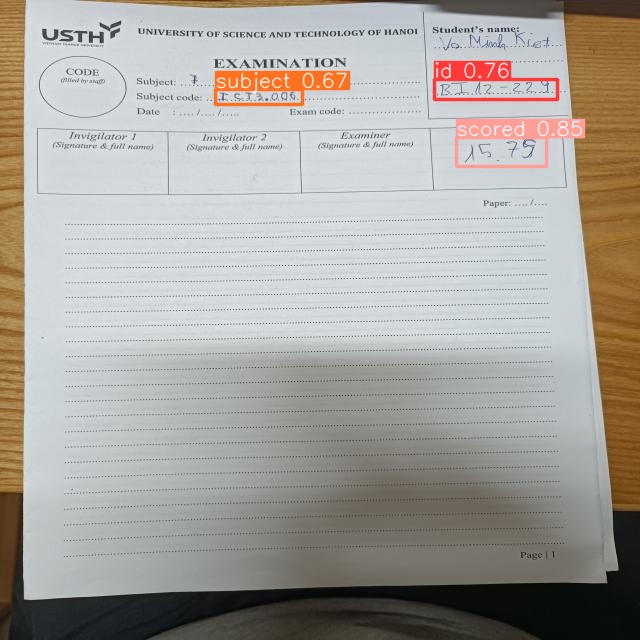 USTH
VIETNAM FRANCE UNIVERSITY
UNIVERSITY OF SCIENCE AND TECHNOLOGY OF HANOI
EXAMINATION
Student's name:
Vo Minh Kiet
CODE
(filled by staff)
Subject: ...7
subject 0.67
Subject code: ..ICT3.006
Date : ..../..../.....
Exam code:
id 0.76
BI12-229
Invigilator 1
(Signature & full name)
Invigilator 2
(Signature & full name)
Examiner
(Signature & full name)
scored 0.85
15.75
Paper: ..../....
Page | 1